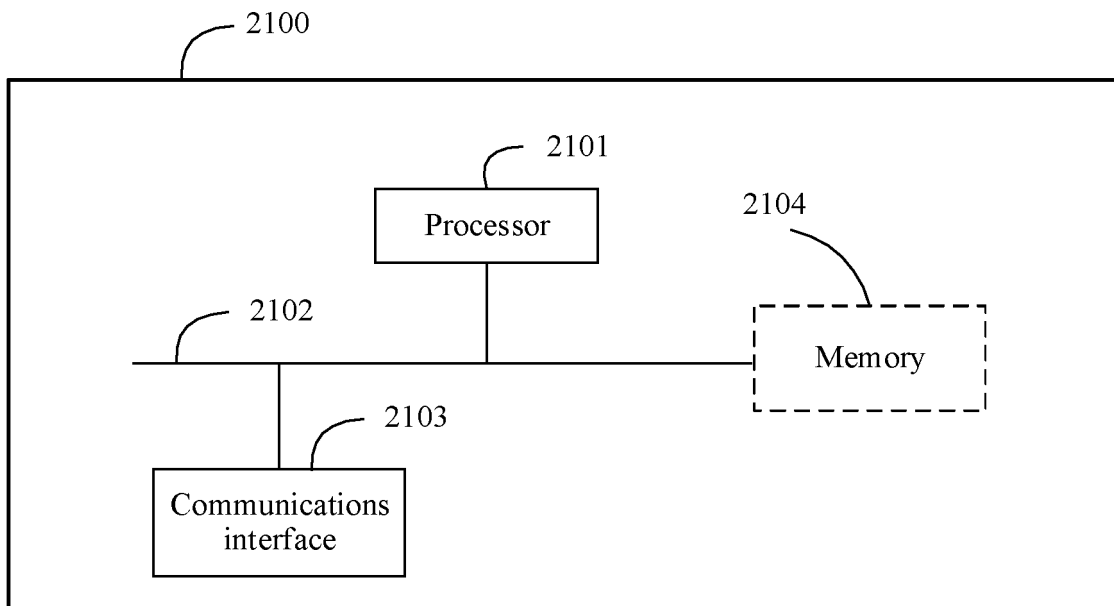 2100
2101
Processor
2104
2102
Memory
2103
Communications
interface